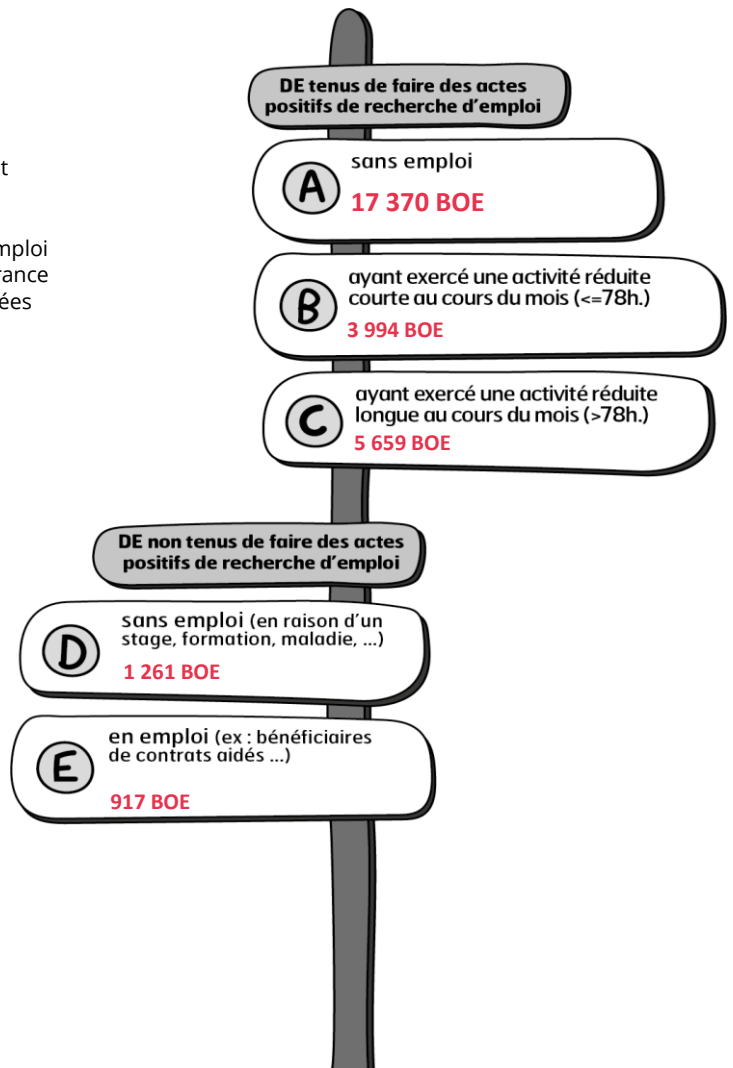 t
mploi
rance
ées
DE tenus de faire des actes
positifs de recherche d'emploi
A
sans emploi
17 370 BOE
B
ayant exercé une activité réduite
courte au cours du mois (<=78h.)
3 994 BOE
C
ayant exercé une activité réduite
longue au cours du mois (>78h.)
5 659 BOE
DE non tenus de faire des actes
positifs de recherche d'emploi
D
sans emploi (en raison d'un
stage, formation, maladie, ...)
1 261 BOE
E
en emploi (ex : bénéficiaires
de contrats aidés ...)
917 BOE